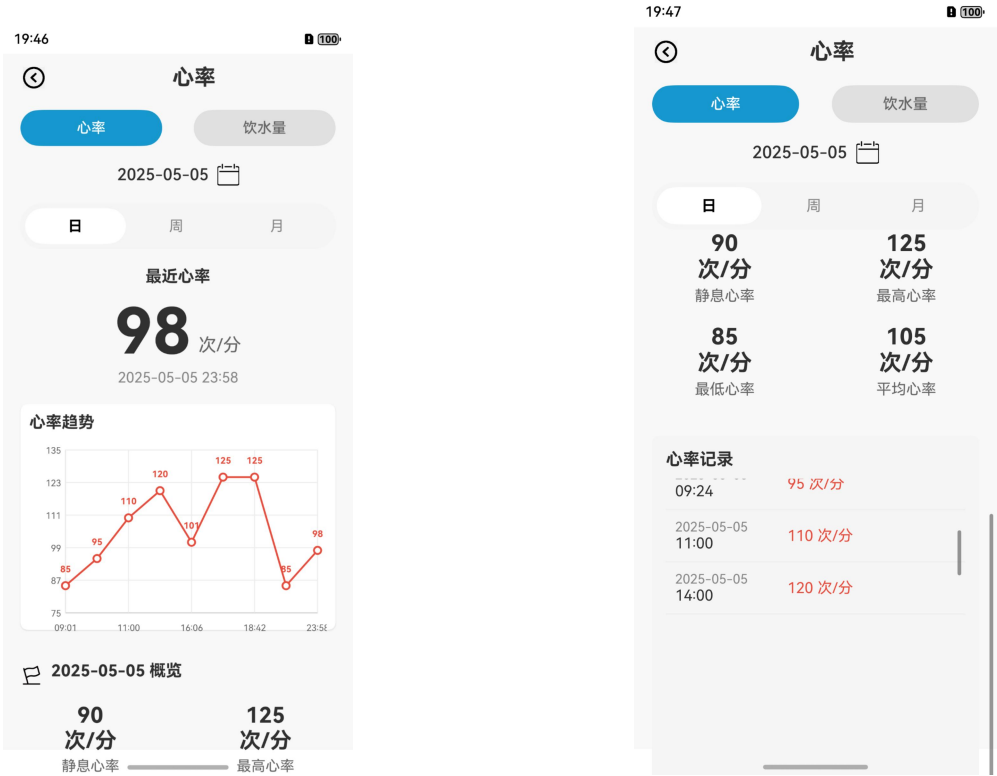 19:46
100
心率
心率
饮水量
2025-05-05
日
周
月
最近心率
98 次/分
2025-05-05 23:58
心率趋势
135
123
111
99
87
75
85
95
110
120
101
125
125
85
98
09:01
11:00
16:06
18:42
23:58
2025-05-05 概览
90
次/分
静息心率
125
次/分
最高心率
19:47
100
心率
心率
饮水量
2025-05-05
日
周
月
90
次/分
静息心率
125
次/分
最高心率
85
次/分
最低心率
105
次/分
平均心率
心率记录
09:24
95 次/分
2025-05-05
11:00
110 次/分
2025-05-05
14:00
120 次/分